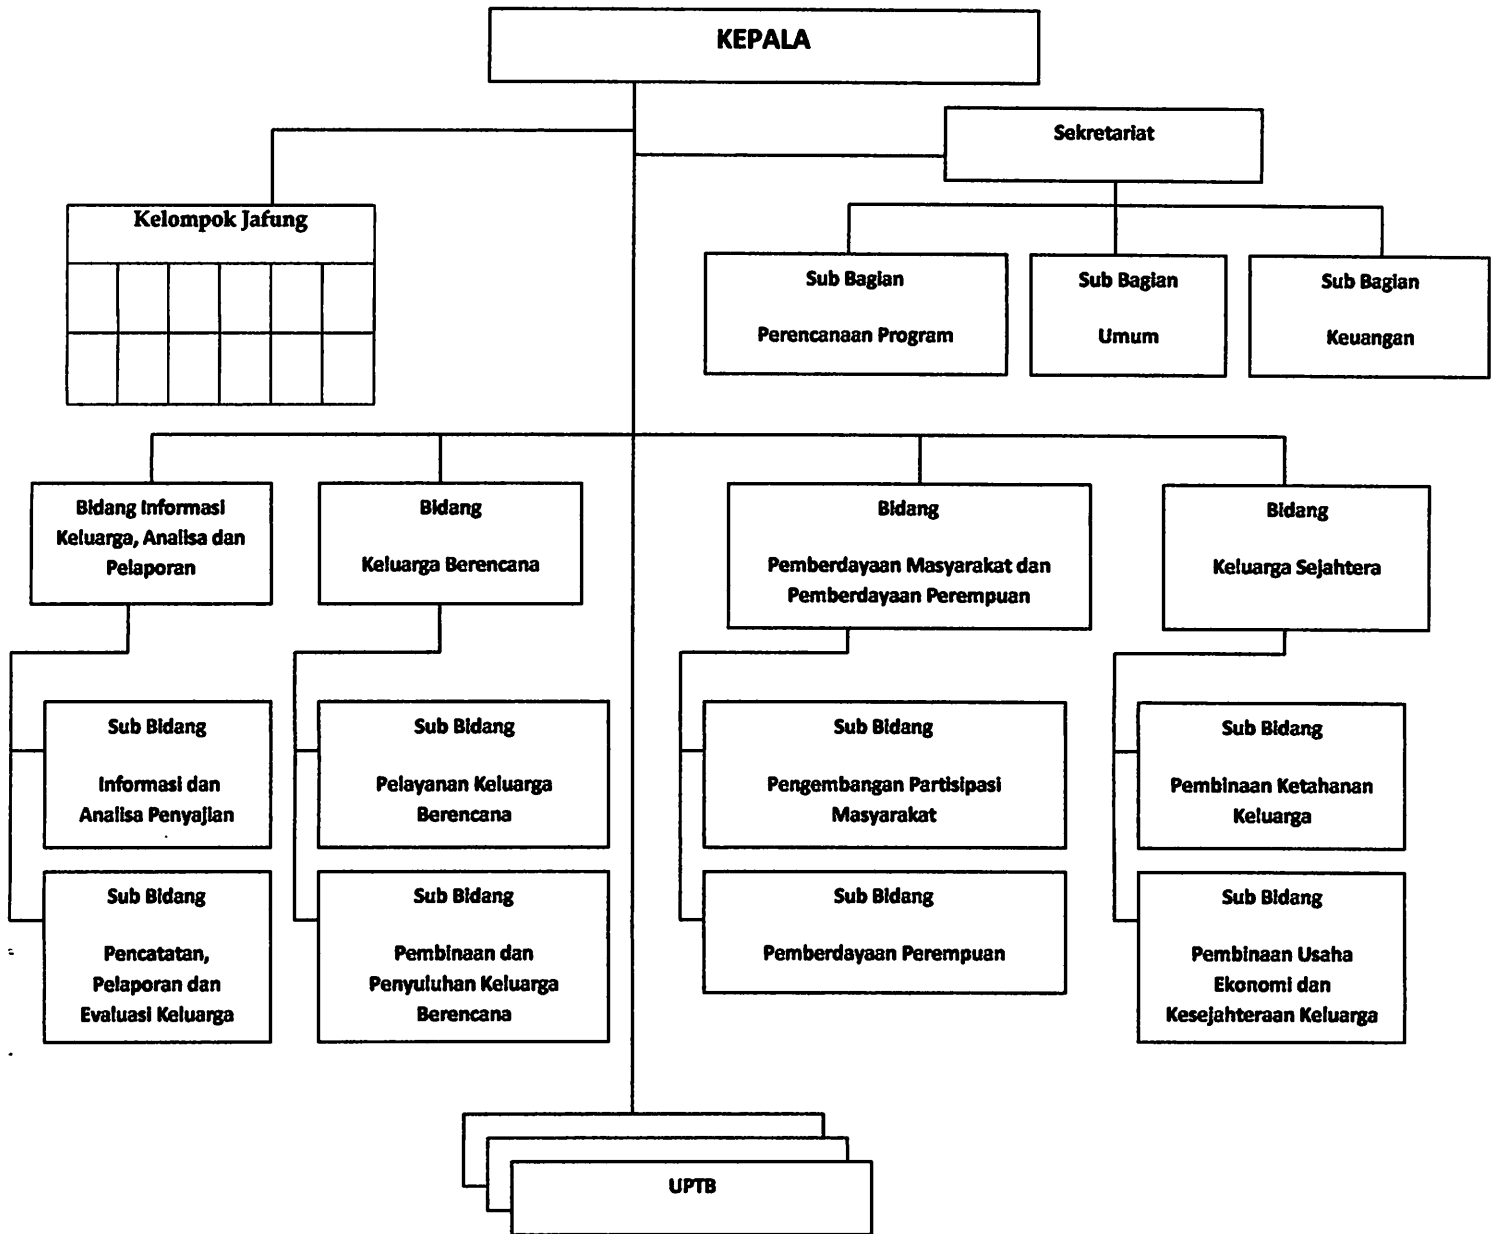 KEPALA
Sekretariat
Kelompok Jafung
Sub Bagian
Perencanaan Program
Sub Bagian
Umum
Sub Bagian
Keuangan
Bidang Informasi
Keluarga, Analisa dan
Pelaporan
Bidang
Keluarga Berencana
Bidang
Pemberdayaan Masyarakat dan
Pemberdayaan Perempuan
Bidang
Keluarga Sejahtera
Sub Bidang
Informasi dan
Analisa Penyajian
Sub Bidang
Pelayanan Keluarga
Berencana
Sub Bidang
Pengembangan Partisipasi
Masyarakat
Sub Bidang
Pembinaan Ketahanan
Keluarga
Sub Bidang
Pencatatan,
Pelaporan dan
Evaluasi Keluarga
Sub Bidang
Pembinaan dan
Penyuluhan Keluarga
Berencana
Sub Bidang
Pemberdayaan Perempuan
Sub Bidang
Pembinaan Usaha
Ekonomi dan
Kesejahteraan Keluarga
UPTB